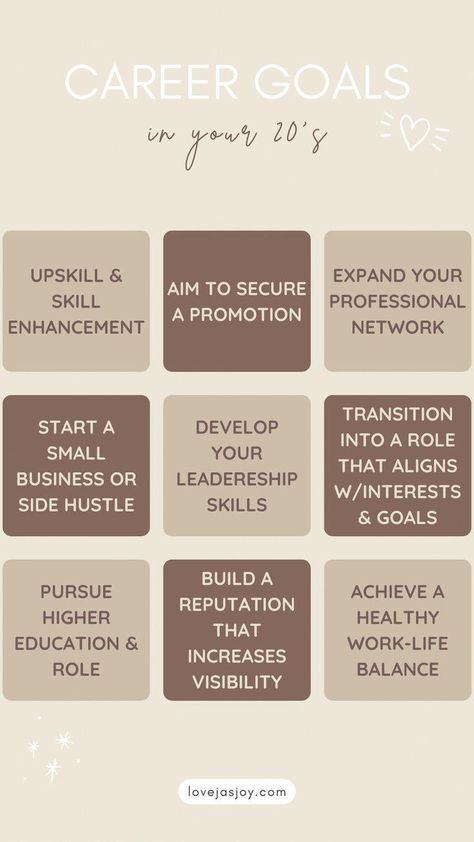 CAREER GOALS
in your 20's
UPSKILL &
SKILL
ENHANCEMENT
AIM TO SECURE
A PROMOTION
EXPAND YOUR
PROFESSIONAL
NETWORK
START A
SMALL
BUSINESS OR
SIDE HUSTLE
DEVELOP
YOUR
LEADERESHIP
SKILLS
TRANSITION
INTO A ROLE
THAT ALIGNS
W/INTERESTS
& GOALS
PURSUE
HIGHER
EDUCATION &
ROLE
BUILD A
REPUTATION
THAT
INCREASES
VISIBILITY
ACHIEVE A
HEALTHY
WORK-LIFE
BALANCE
lovejasjoy.com